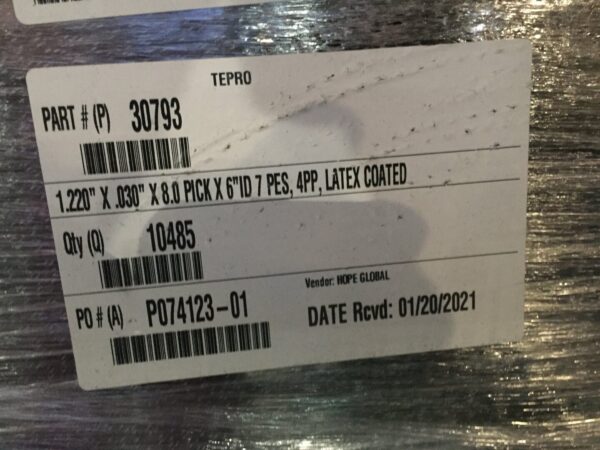 TEPRO
PART # (P) 30793
1.220" X .030" X 8.0 PICK X 6"ID 7 PES, 4PP, LATEX COATED
Qty (Q) 10485
Vendor: HOPE GLOBAL
PO # (A) P074123-01
DATE Rcvd: 01/20/2021